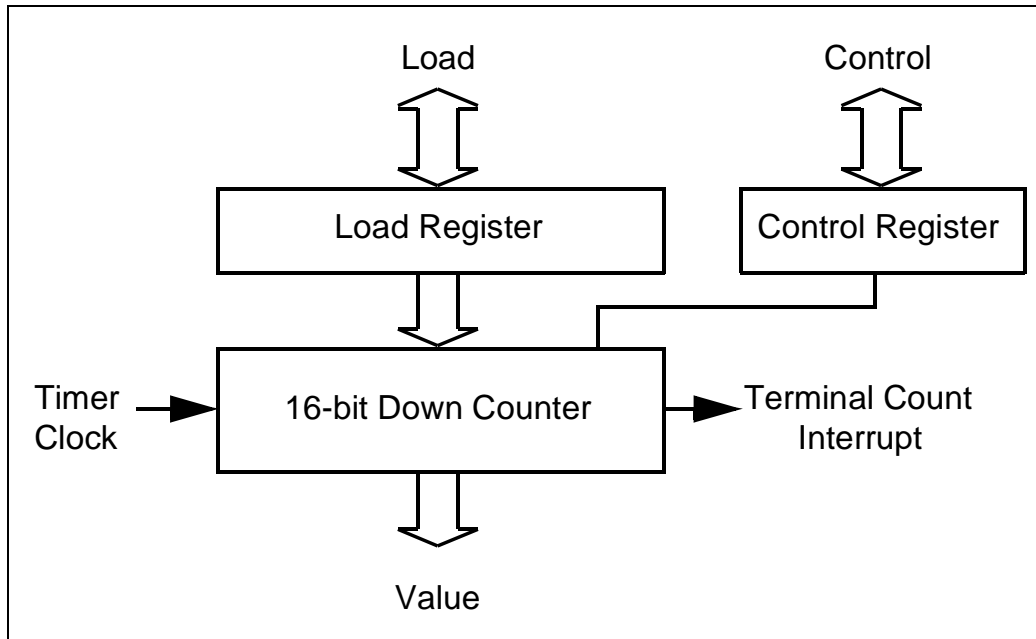 Load
Control
Load Register
Control Register
Timer
Clock
16-bit Down Counter
Terminal Count
Interrupt
Value